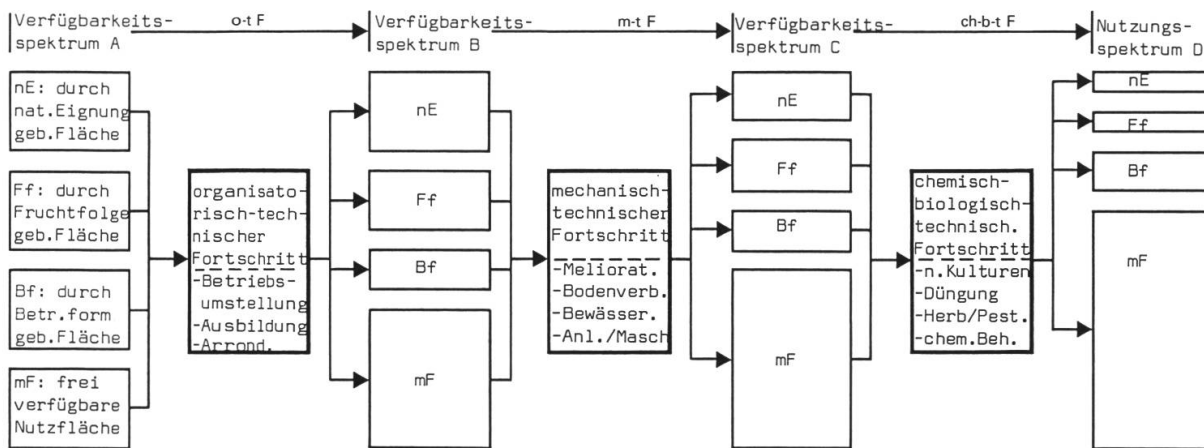 Verfügbarkeits-
spektrum A
o-t F
Verfügbarkeits-
spektrum B
m-t F
Verfügbarkeits-
spektrum C
ch-b-t F
Nutzungs-
spektrum D
nE: durch
nat.Eignung
geb.Fläche
Ff: durch
Fruchtfolge
geb.Fläche
Bf: durch
Betr.form
geb.Fläche
mF: frei
verfügbare
Nutzfläche
organisato-
risch-tech-
nischer
Fortschritt
-Betriebs-
umstellung
-Ausbildung
-Arrond.
nE
Ff
Bf
mF
mechanisch-
technischer
Fortschritt
-Meliorat.
-Bodenverb.
-Bewässer.
-Anl./Masch
nE
Ff
Bf
mF
chemisch-
biologisch-
technisch.
Fortschritt
-n.Kulturen
-Düngung
-Herb/Pest.
-chem.Beh.
nE
Ff
Bf
mF